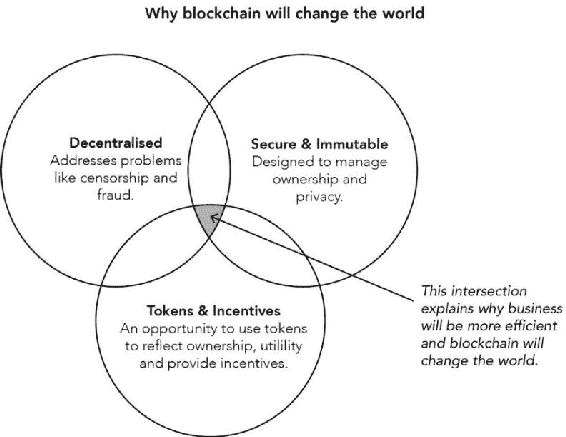 Why blockchain will change the world
Decentralised
Addresses problems
like censorship and
fraud.
Secure & Immutable
Designed to manage
ownership and
privacy.
Tokens & Incentives
An opportunity to use tokens
to reflect ownership, utillity
and provide incentives.
This intersection
explains why business
will be more efficient
and blockchain will
change the world.